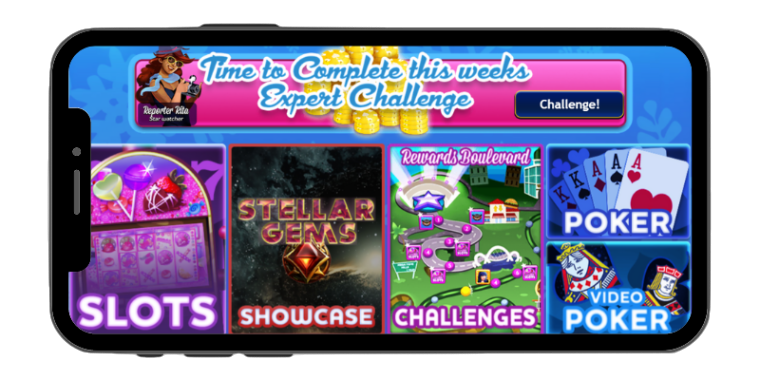 Time to Complete this weeks
Expert Challenge
Reporter Rita
Star watcher
Challenge!
SLOTS
STELLAR
GEMS
SHOWCASE
Rewards Boulevard
CHALLENGES
K K A A A
POKER
VIDEO
POKER